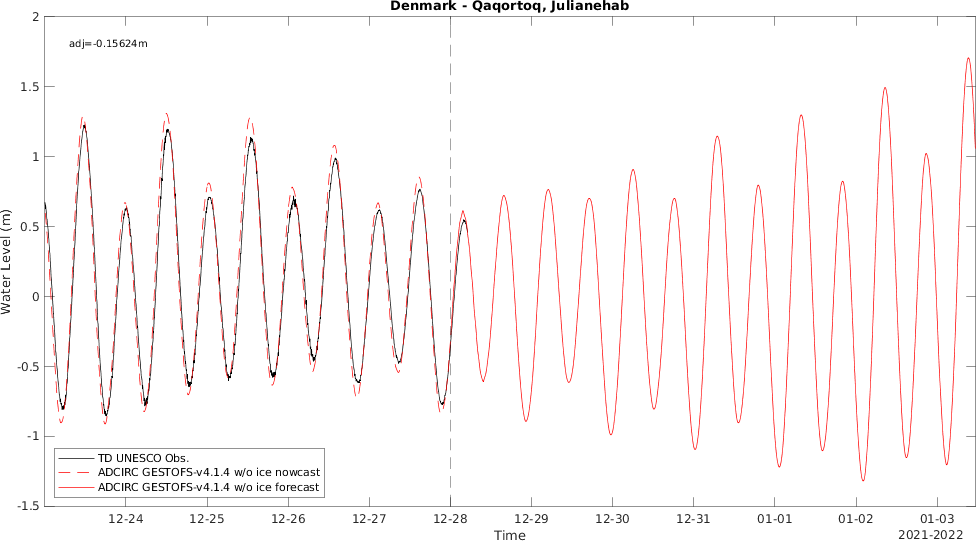 Denmark - Qaqortoq, Julianehab
adj=-0.15624m
2
1.5
1
0.5
0
-0.5
-1
-1.5
Water Level (m)
TD UNESCO Obs.
ADCIRC GESTOFS-v4.1.4 w/o ice nowcast
ADCIRC GESTOFS-v4.1.4 w/o ice forecast
12-24 12-25 12-26 12-27 12-28 12-29 12-30 12-31 01-01 01-02 01-03
Time
2021-2022